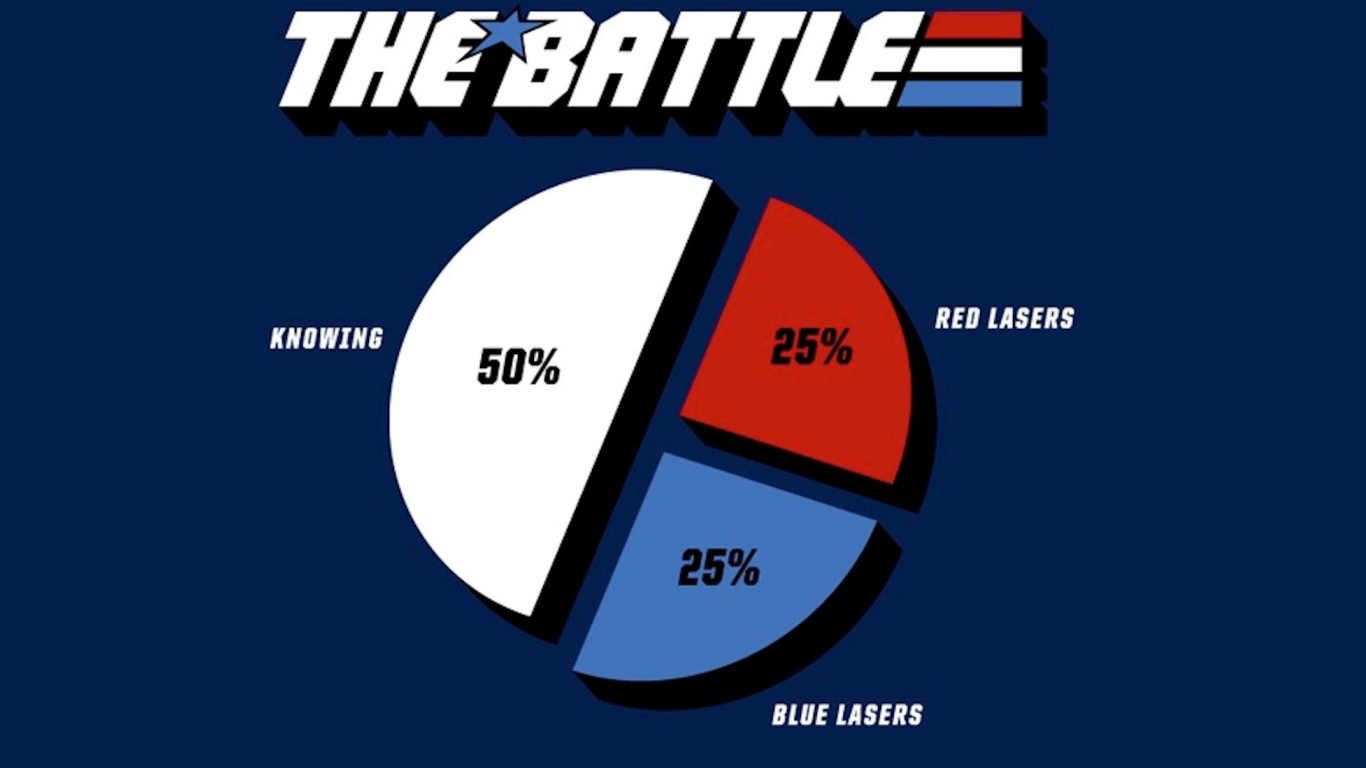 THE BATTLE
KNOWING
50%
25%
RED LASERS
25%
BLUE LASERS